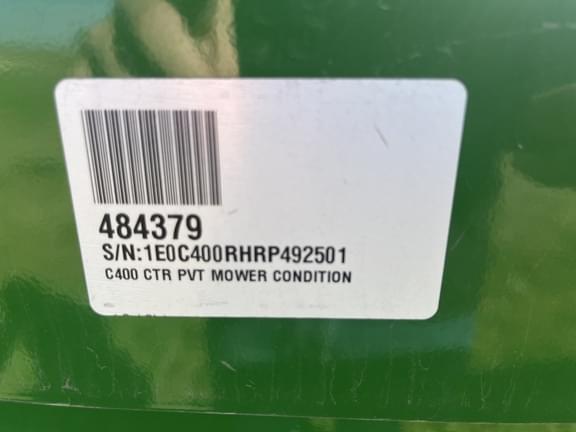 484379
S/N:1E0C400RHRP492501
C400 CTR PVT MOWER CONDITION